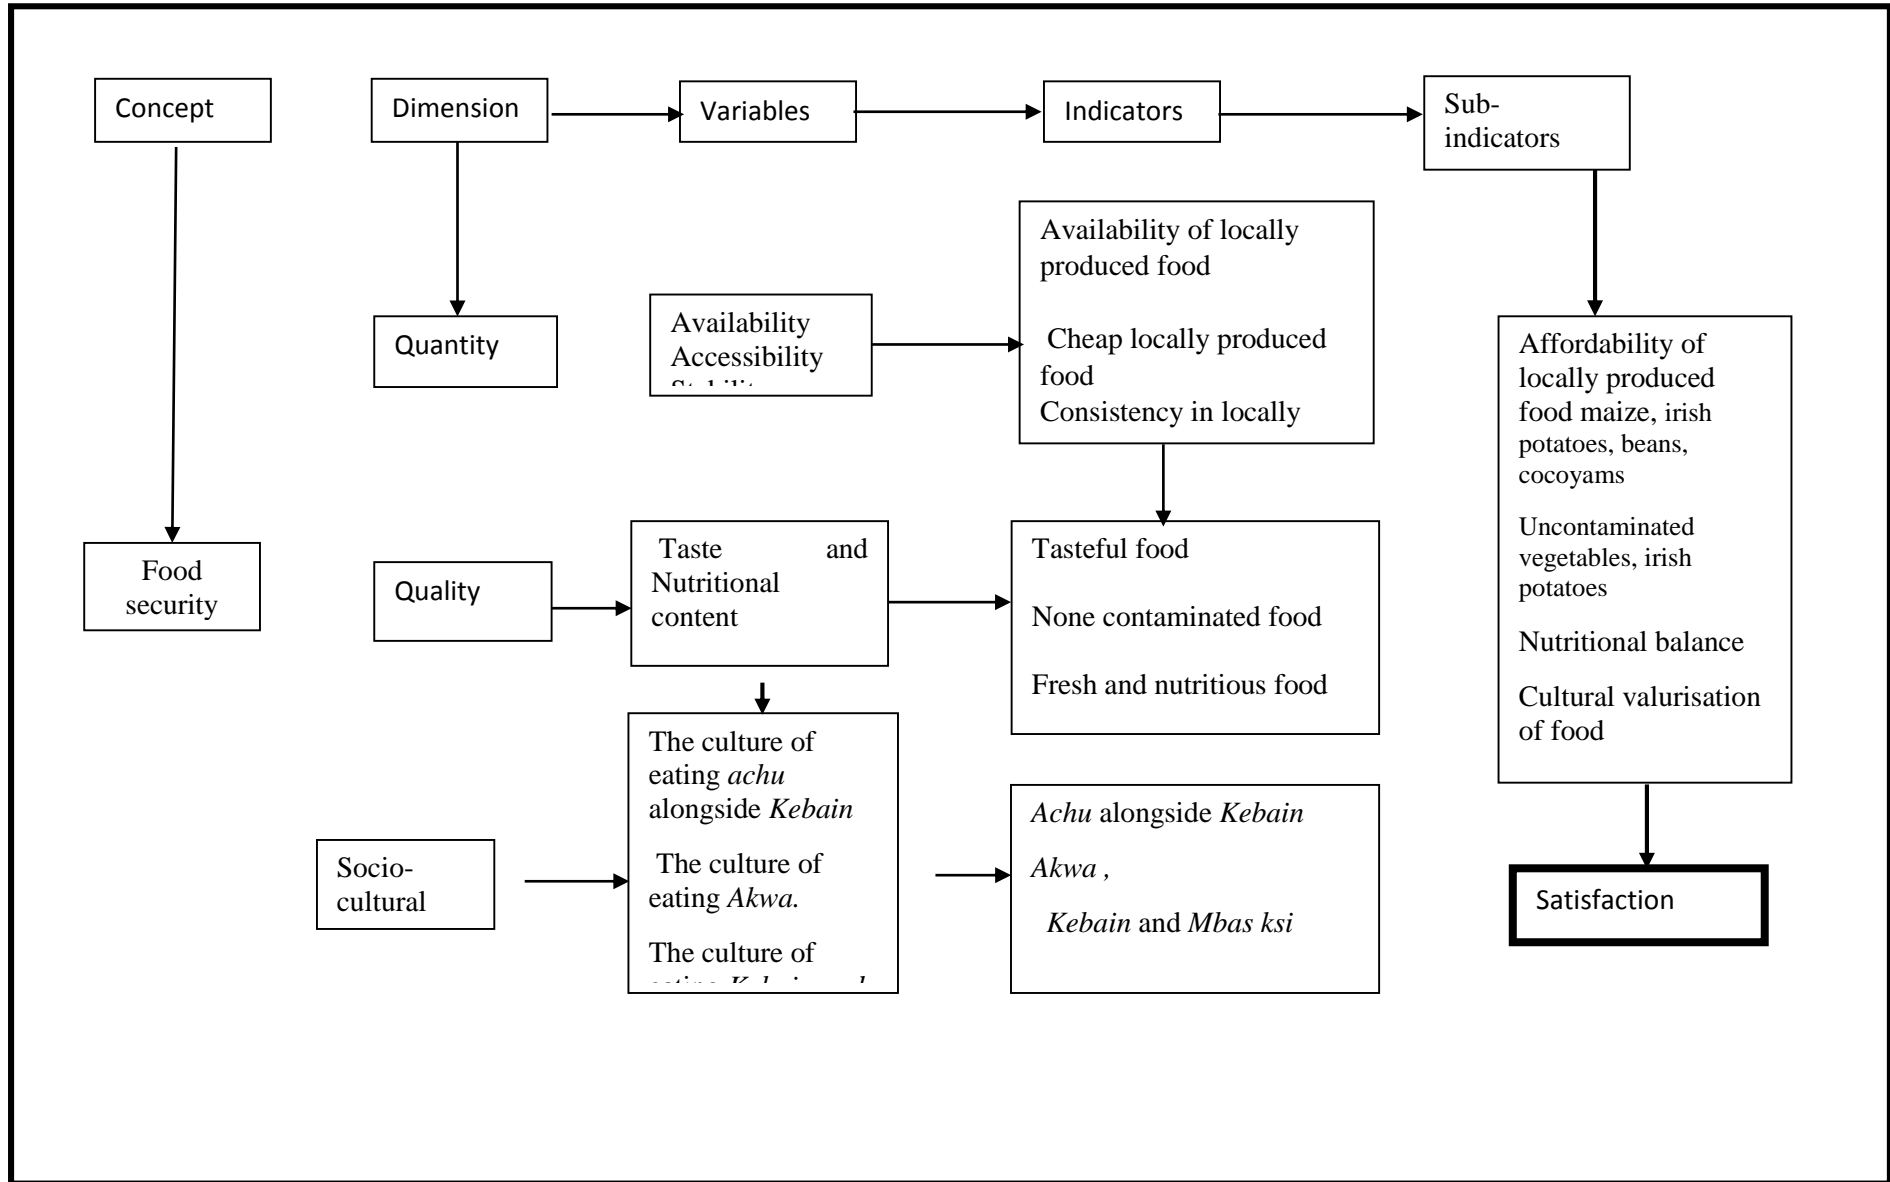 Concept
Dimension
Variables
Indicators
Sub-
indicators
Availability of locally
produced food
Cheap locally produced
food
Consistency in locally
Availability
Accessibility
Quantity
Affordability of
locally produced
food maize, irish
potatoes, beans,
cocoyams
Uncontaminated
vegetables, irish
potatoes
Nutritional balance
Cultural valurisation
of food
Food
security
Quality
Taste and
Nutritional
content
Tasteful food
None contaminated food
Fresh and nutritious food
Socio-
cultural
The culture of
eating achu
alongside Kebain
The culture of
eating Akwa.
The culture of
Achu alongside Kebain
Akwa ,
Kebain and Mbas ksi
Satisfaction